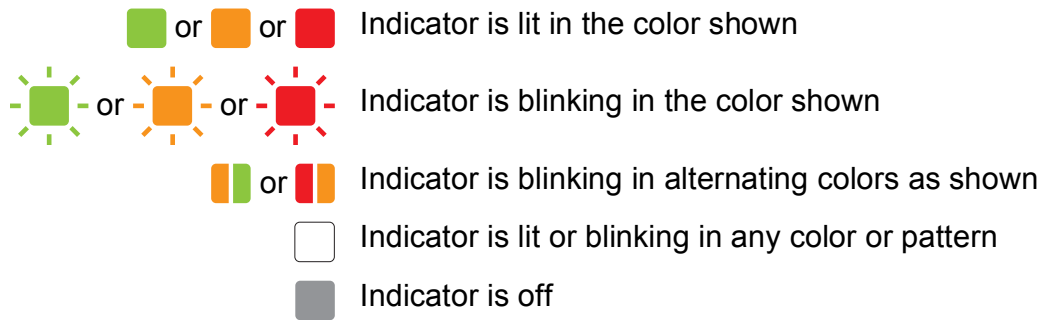 or or Indicator is lit in the color shown
or or Indicator is blinking in the color shown
or Indicator is blinking in alternating colors as shown
Indicator is lit or blinking in any color or pattern
Indicator is off